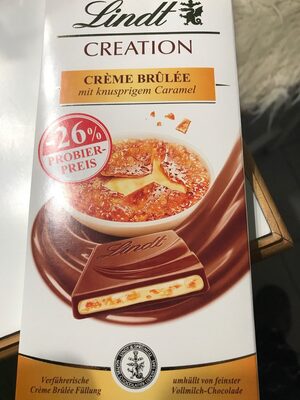 Lindt
CREATION
CRÈME BRÛLÉE
mit knusprigem Caramel
-26%
PROBIER-
PREIS
Lindt
Lindt
Verführerische
Crème Brûlée Füllung
umhüllt von feinster
Vollmilch-Chocolade